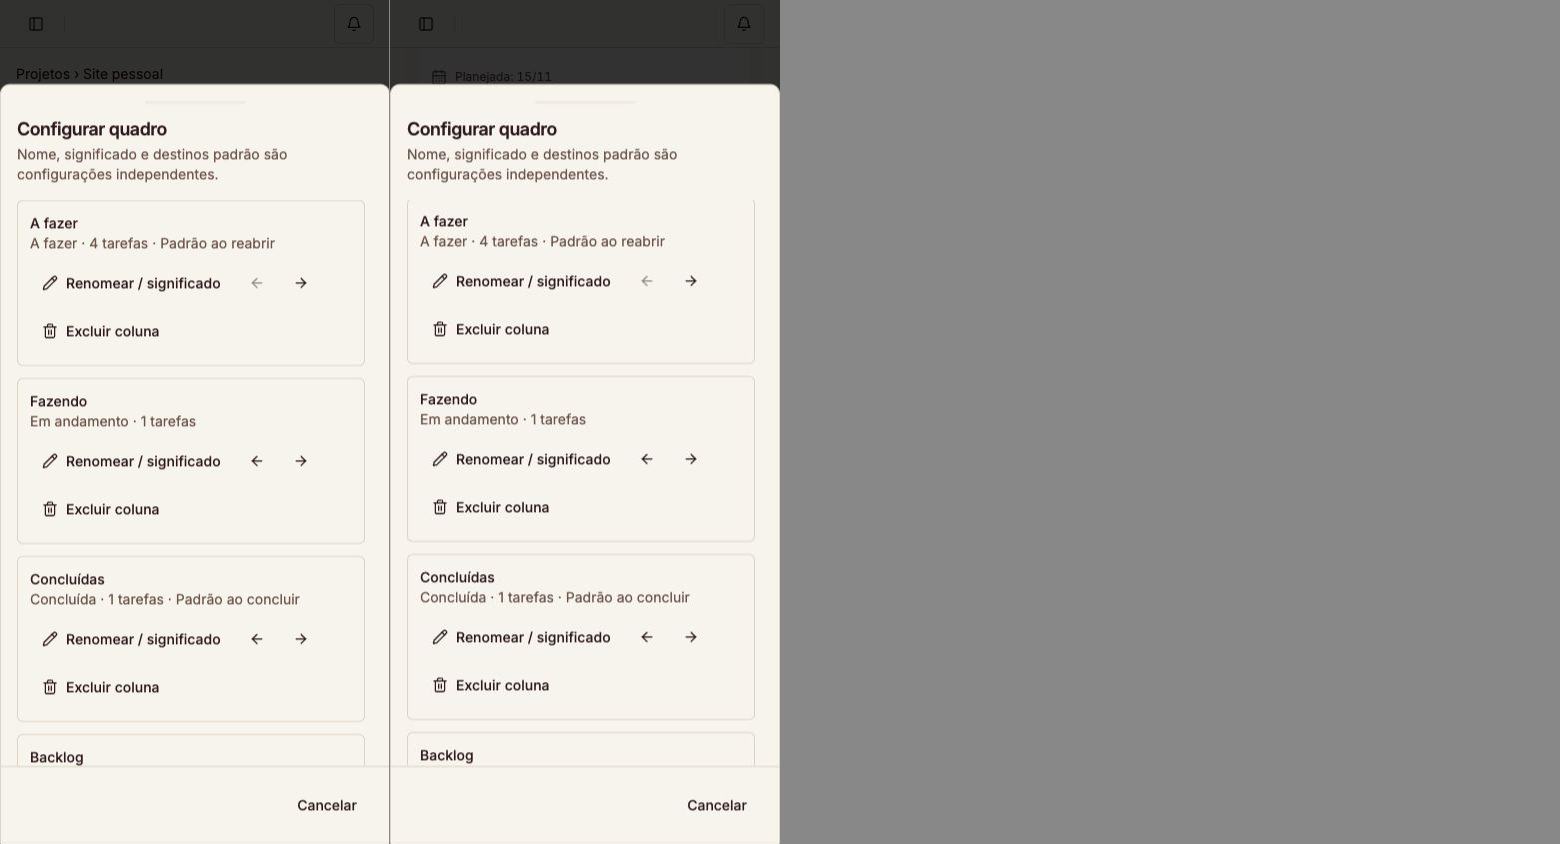 Projetos › Site pessoal
Configurar quadro
Nome, significado e destinos padrão são
configurações independentes.
A fazer
A fazer · 4 tarefas · Padrão ao reabrir
Renomear / significado
Excluir coluna
Fazendo
Em andamento · 1 tarefas
Renomear / significado
Excluir coluna
Concluídas
Concluída · 1 tarefas · Padrão ao concluir
Renomear / significado
Excluir coluna
Backlog
Cancelar
Planejada: 15/11
Configurar quadro
Nome, significado e destinos padrão são
configurações independentes.
A fazer
A fazer · 4 tarefas · Padrão ao reabrir
Renomear / significado
Excluir coluna
Fazendo
Em andamento · 1 tarefas
Renomear / significado
Excluir coluna
Concluídas
Concluída · 1 tarefas · Padrão ao concluir
Renomear / significado
Excluir coluna
Backlog
Cancelar